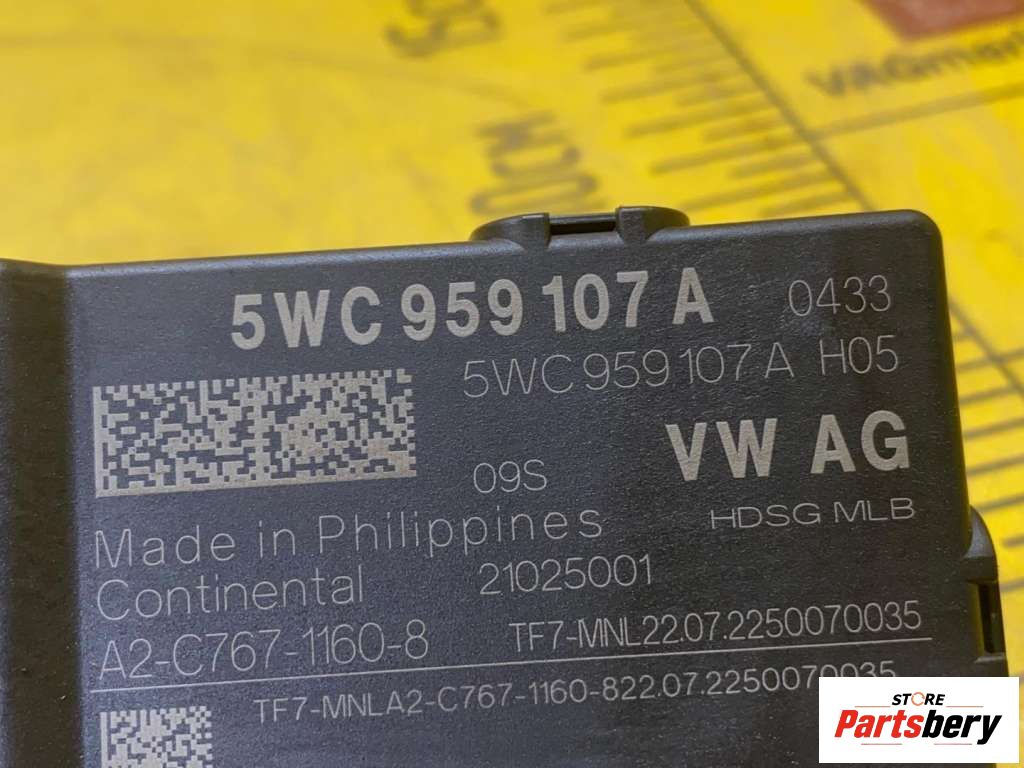 VAGmar
5WC 959 107 A 0433
5WC 959 107 A H05
VW AG
09S
HDSG MLB
Made in Philippines
Continental 21025001
A2-C767-1160-8 TF7-MNL22.07.2250070035
TF7-MNLA2-C767-1160-822.07.2250070035
STORE
Partsbery